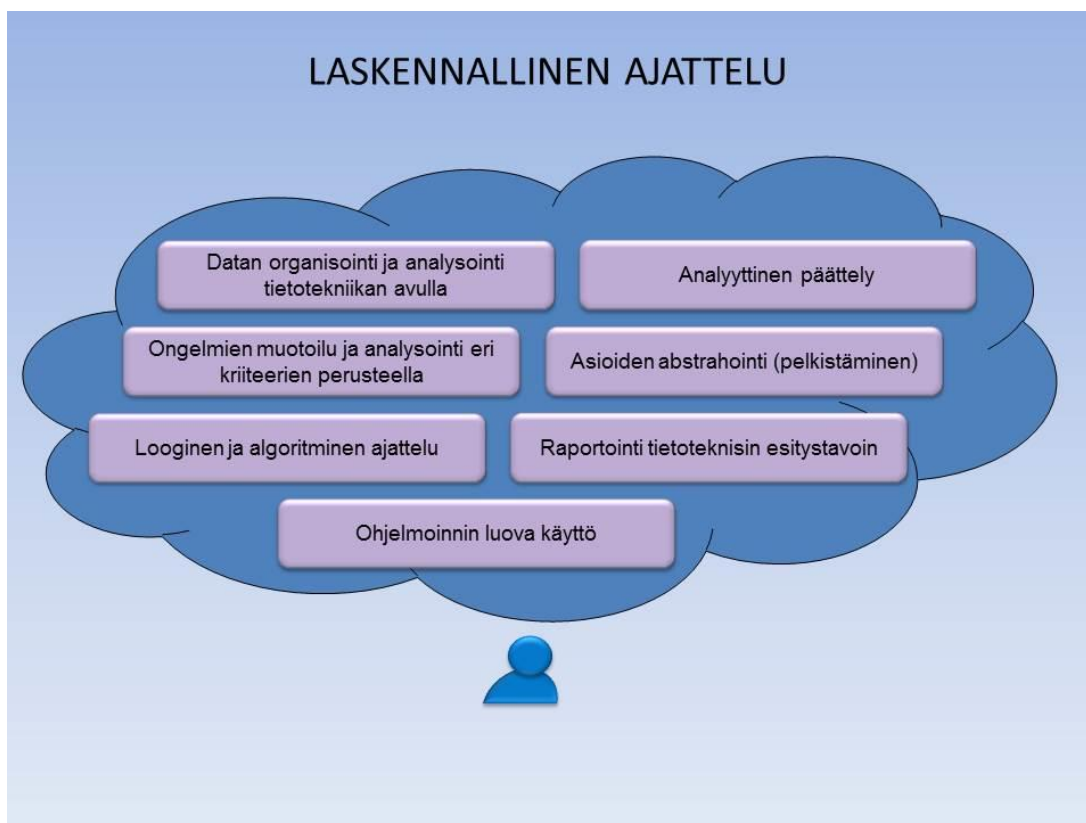 LASKENNALLINEN AJATTELU
Datan organisointi ja analysointi
tietotekniikan avulla
Analyyttinen päättely
Ongelmien muotoilu ja analysointi eri
kriiteerien perusteella
Asioiden abstrahointi (pelkistäminen)
Looginen ja algoritminen ajattelu
Raportointi tietoteknisin esitystavoin
Ohjelmoinnin luova käyttö